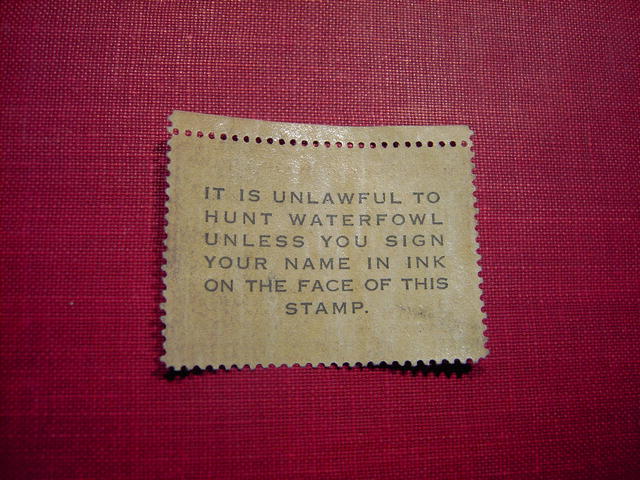 IT IS UNLAWFUL TO
HUNT WATERFOWL
UNLESS YOU SIGN
YOUR NAME IN INK
ON THE FACE OF THIS
STAMP.